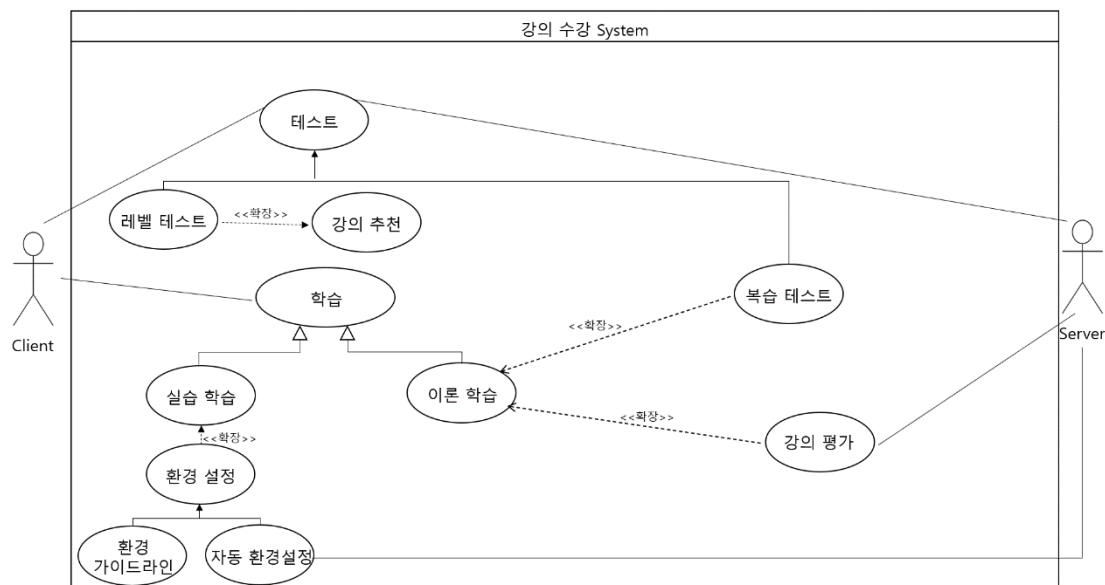 강의 수강 System
테스트
레벨 테스트
<<확장>>
강의 추천
Client
학습
복습 테스트
<<확장>>
Server
실습 학습
이론 학습
<<확장>>
<<확장>>
강의 평가
환경 설정
환경
가이드라인
자동 환경설정